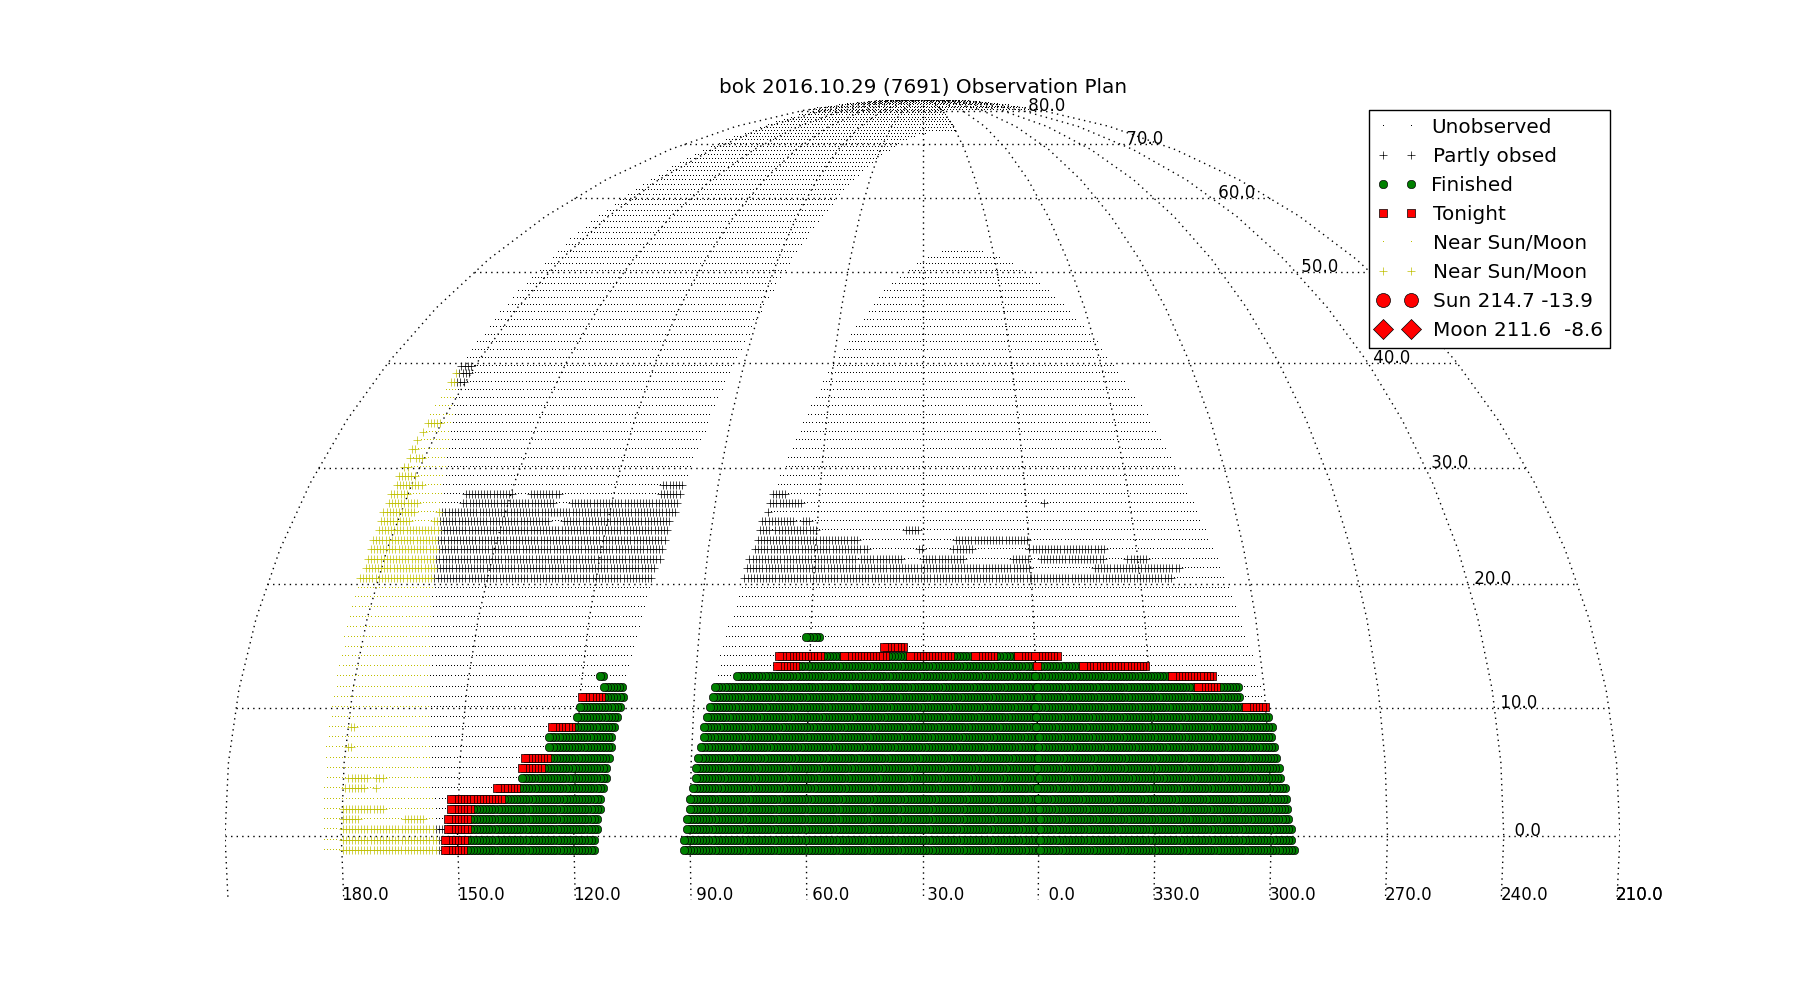 bok 2016.10.29 (7691) Observation Plan
80.0
70.0
60.0
50.0
40.0
30.0
20.0
10.0
0.0
Unobserved
Partly obsed
Finished
Tonight
Near Sun/Moon
Near Sun/Moon
Sun 214.7 -13.9
Moon 211.6 -8.6
180.0 150.0 120.0 90.0 60.0 30.0 0.0 330.0 300.0 270.0 240.0 210.0